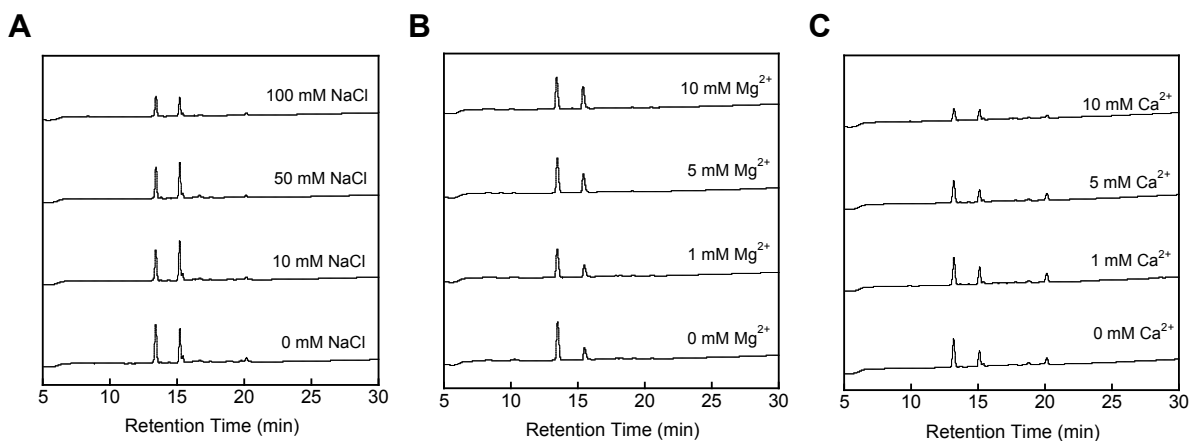 A
100 mM NaCl
50 mM NaCl
10 mM NaCl
0 mM NaCl
5 10 15 20 25 30
Retention Time (min)
B
10 mM Mg²⁺
5 mM Mg²⁺
1 mM Mg²⁺
0 mM Mg²⁺
5 10 15 20 25 30
Retention Time (min)
C
10 mM Ca²⁺
5 mM Ca²⁺
1 mM Ca²⁺
0 mM Ca²⁺
5 10 15 20 25 30
Retention Time (min)